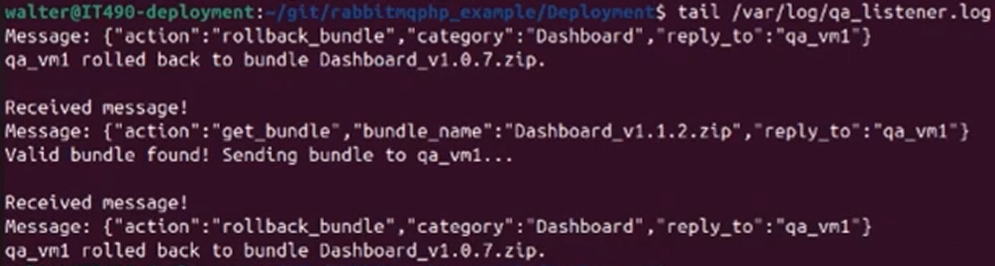 walter@IT490-deployment:~/git/rabbitmqphp_example/Deployment$ tail /var/log/qa_listener.log
Message: {"action":"rollback_bundle","category":"Dashboard","reply_to":"qa_vm1"}
qa_vm1 rolled back to bundle Dashboard_v1.0.7.zip.
Received message!
Message: {"action":"get_bundle","bundle_name":"Dashboard_v1.1.2.zip","reply_to":"qa_vm1"}
Valid bundle found! Sending bundle to qa_vm1...
Received message!
Message: {"action":"rollback_bundle","category":"Dashboard","reply_to":"qa_vm1"}
qa_vm1 rolled back to bundle Dashboard_v1.0.7.zip.